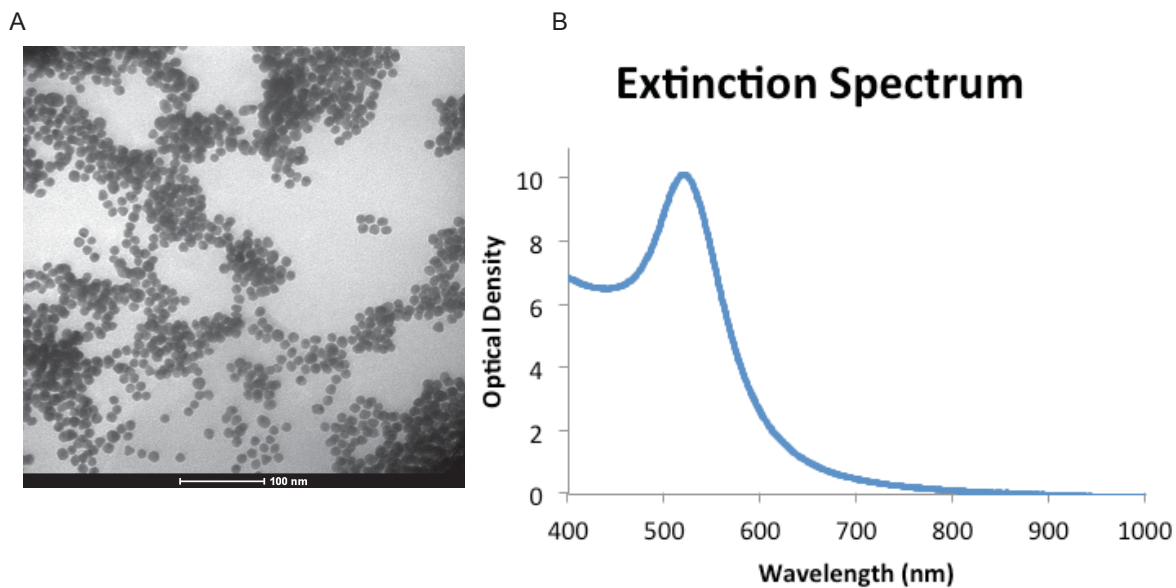 A
B
Extinction Spectrum
10
8
6
4
2
0
Optical Density
400 500 600 700 800 900 1000
Wavelength (nm)
100 nm